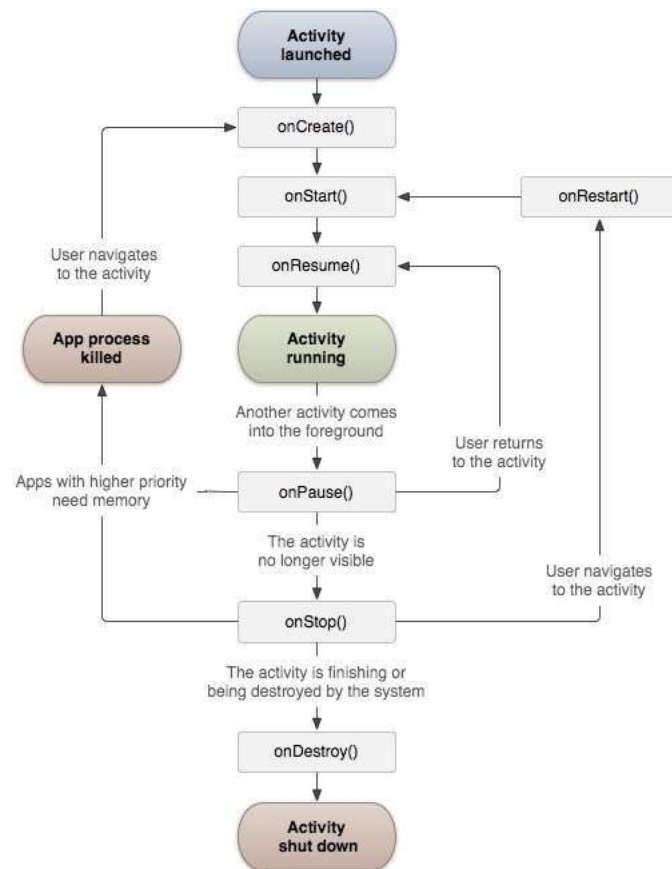 Activity
launched
onCreate()
onStart()
onRestart()
User navigates
to the activity
onResume()
App process
killed
Activity
running
Another activity comes
into the foreground
User returns
to the activity
Apps with higher priority
need memory
onPause()
The activity is
no longer visible
User navigates
to the activity
onStop()
The activity is finishing or
being destroyed by the system
onDestroy()
Activity
shut down